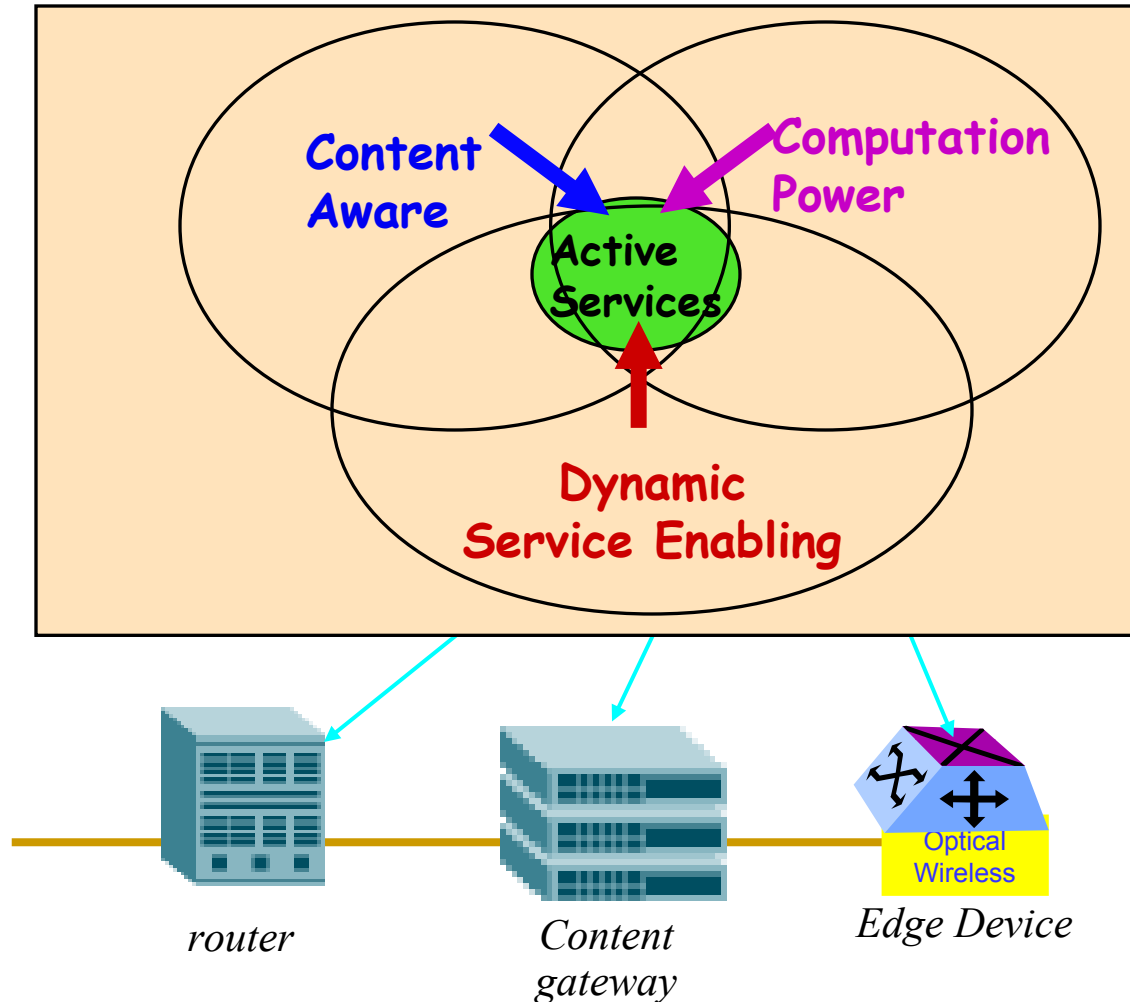 Content
Aware
Computation
Power
Active
Services
Dynamic
Service Enabling
Optical
Wireless
router
Content
gateway
Edge Device